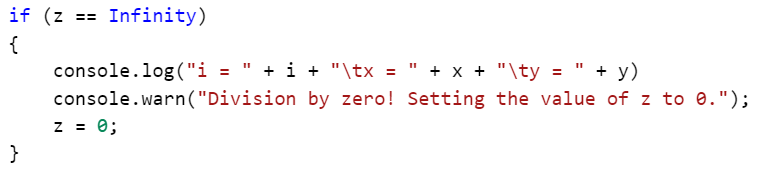 if (z == Infinity)
{
    console.log("i = " + i + "\tx = " + x + "\ty = " + y)
    console.warn("Division by zero! Setting the value of z to 0.");
    z = 0;
}